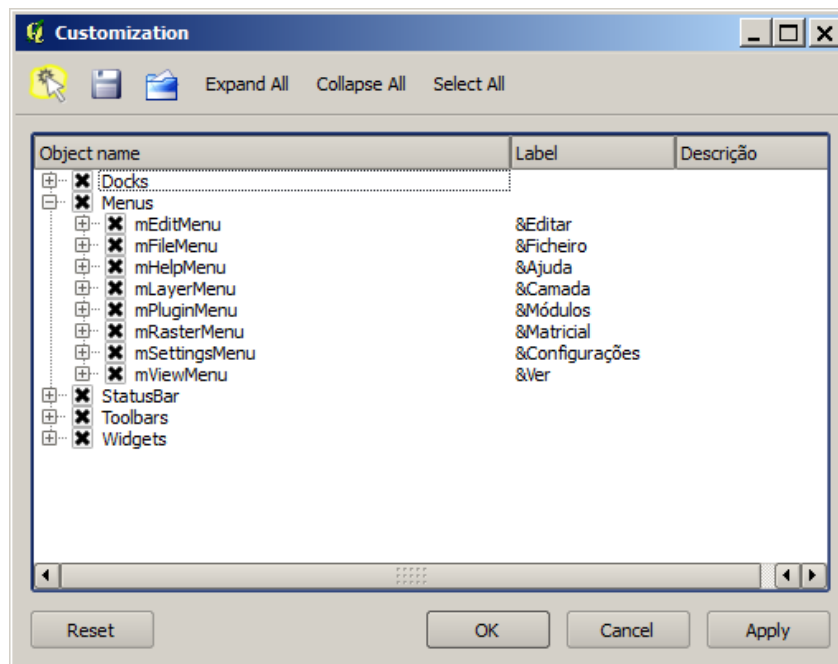 Customization
Expand All Collapse All Select All
Object name Label Descrição
Docks
Menus
mEditMenu &Editar
mFileMenu &Ficheiro
mHelpMenu &Ajuda
mLayerMenu &Camada
mPluginMenu &Módulos
mRasterMenu &Matricial
mSettingsMenu &Configurações
mViewMenu &Ver
StatusBar
Toolbars
Widgets
Reset OK Cancel Apply